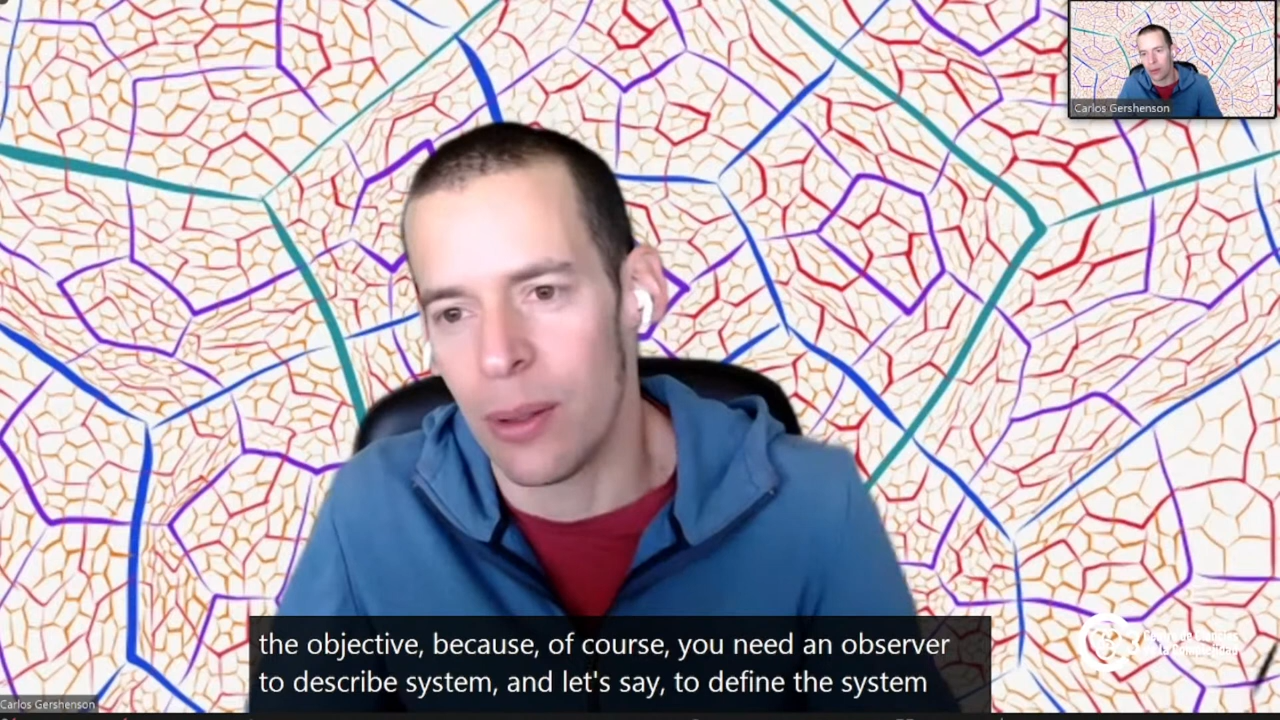 Carlos Gershenson
the objective, because, of course, you need an observer
to describe system, and let's say, to define the system
Carlos Gershenson